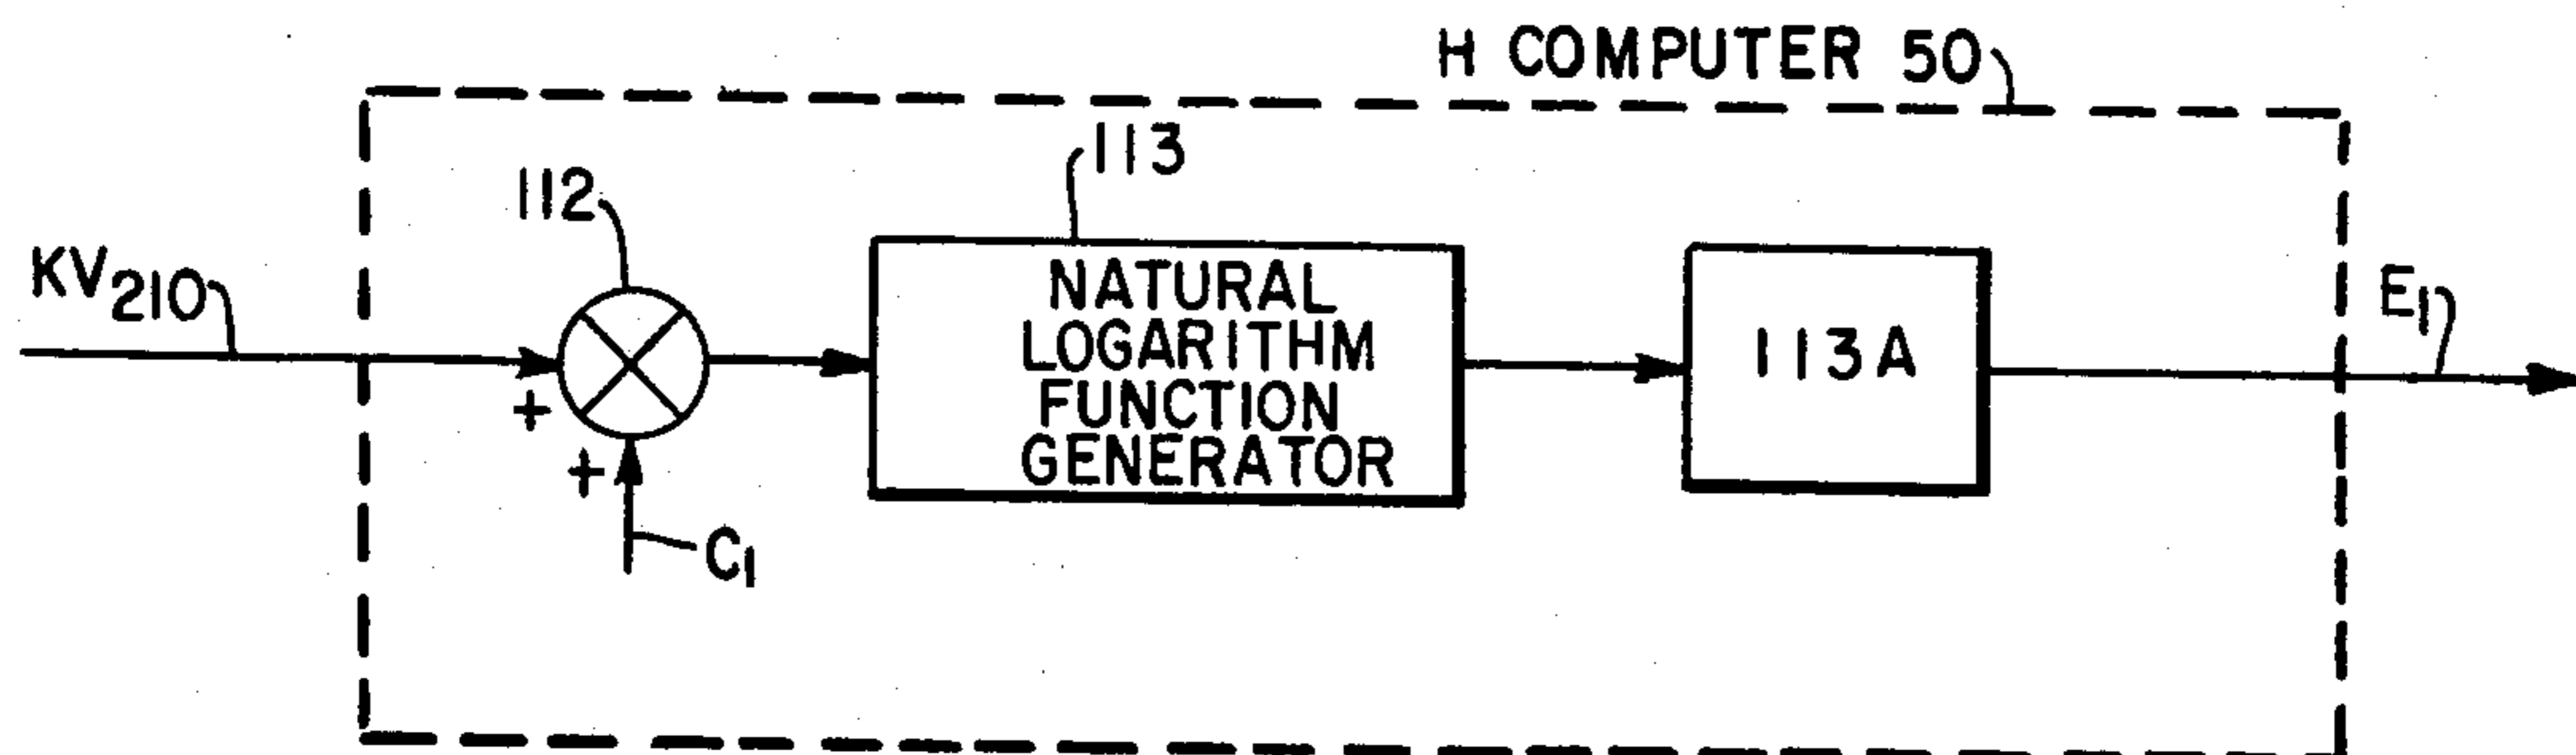 H COMPUTER 50
113
112
KV210
NATURAL
LOGARITHM
FUNCTION
GENERATOR
113A
E1
+
+
C1